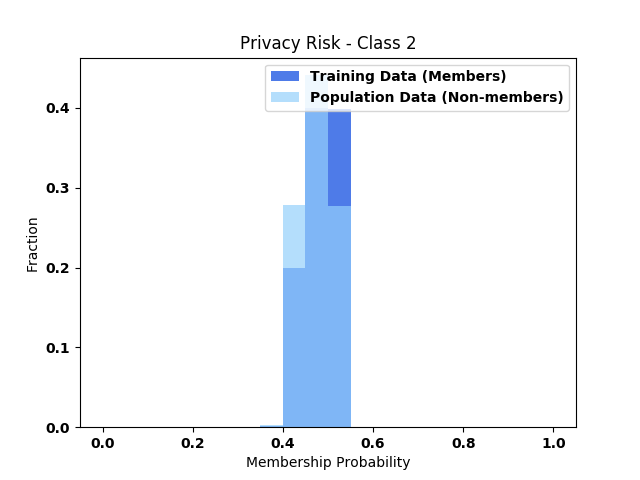 Privacy Risk - Class 2
Training Data (Members)
Population Data (Non-members)
Fraction
0.4
0.3
0.2
0.1
0.0
0.0 0.2 0.4 0.6 0.8 1.0
Membership Probability